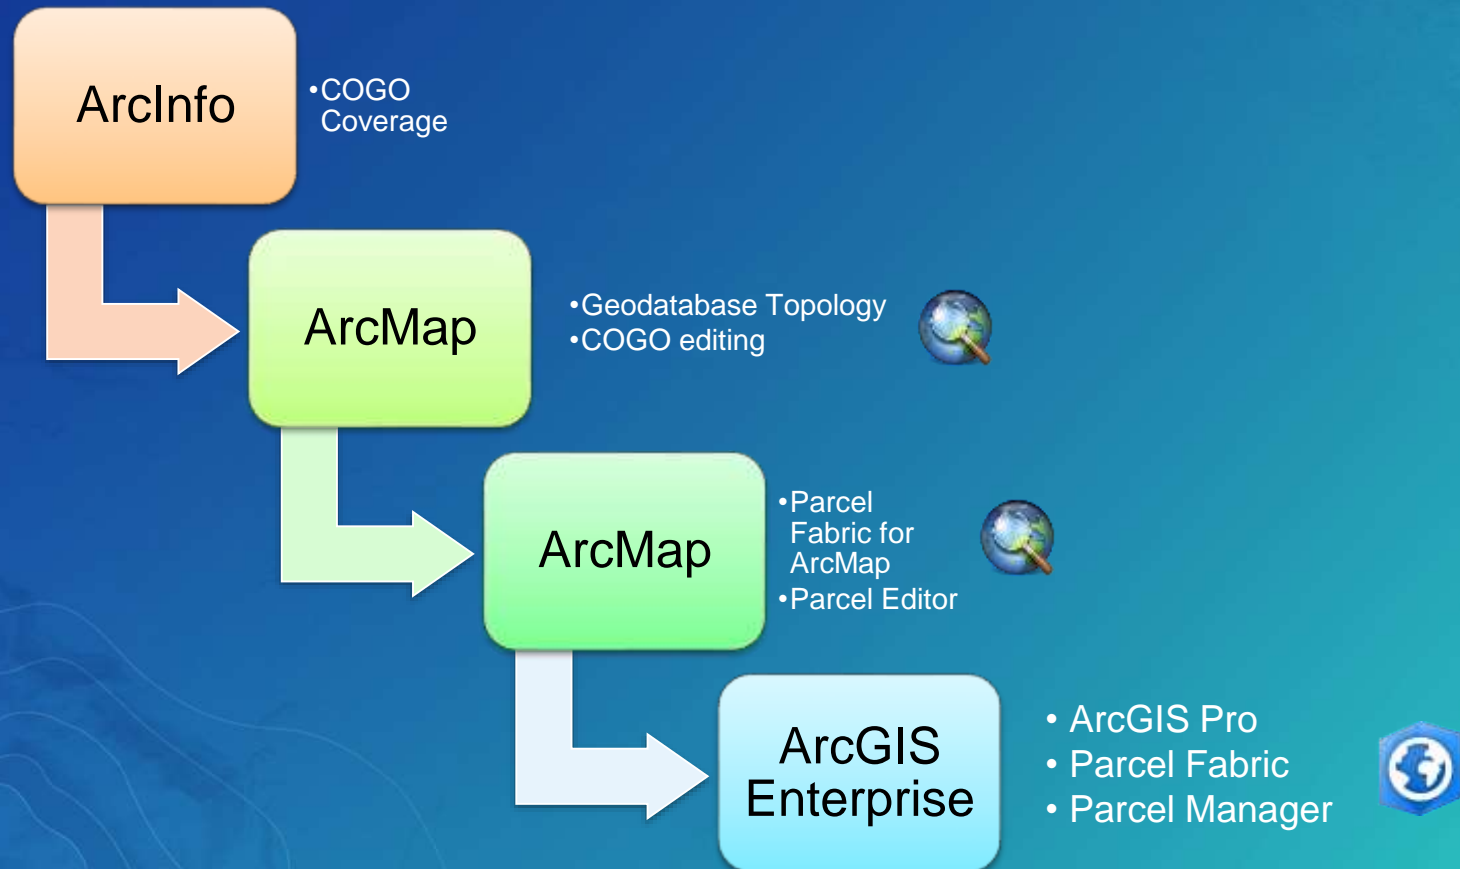 ArcInfo
•COGO
Coverage
ArcMap
•Geodatabase Topology
•COGO editing
ArcMap
•Parcel
Fabric for
ArcMap
•Parcel Editor
ArcGIS
Enterprise
• ArcGIS Pro
• Parcel Fabric
• Parcel Manager